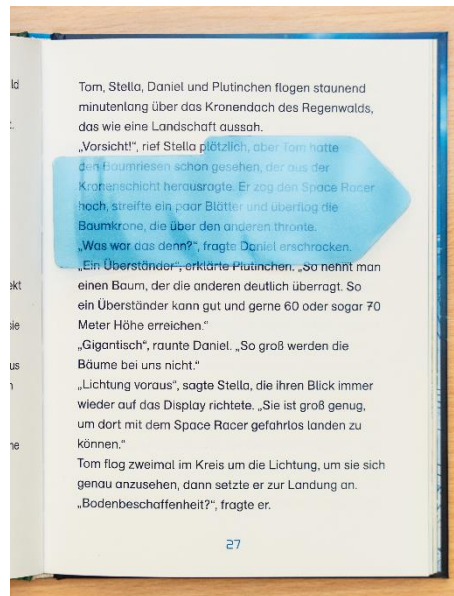 ld
Tom, Stella, Daniel und Plutinchen flogen staunend
minutenlang über das Kronendach des Regenwalds,
das wie eine Landschaft aussah.
„Vorsicht!“, rief Stella plötzlich, aber Tom hatte
den Baumriesen schon gesehen, der aus der
Kronenschicht herausragte. Er zog den Space Racer
hoch, streifte ein paar Blätter und überflog die
Baumkrone, die über den anderen thronte.
„Was war das denn?“, fragte Daniel erschrocken.
„Ein Überständer“, erklärte Plutinchen. „So nennt man
ekt
einen Baum, der die anderen deutlich überragt. So
ein Überständer kann gut und gerne 60 oder sogar 70
sie
Meter Höhe erreichen.“
„Gigantisch“, raunte Daniel. „So groß werden die
us
Bäume bei uns nicht.“
„Lichtung voraus“, sagte Stella, die ihren Blick immer
wieder auf das Display richtete. „Sie ist groß genug,
um dort mit dem Space Racer gefahrlos landen zu
ne
können.“
Tom flog zweimal im Kreis um die Lichtung, um sie sich
genau anzusehen, dann setzte er zur Landung an.
„Bodenbeschaffenheit?“, fragte er.
27